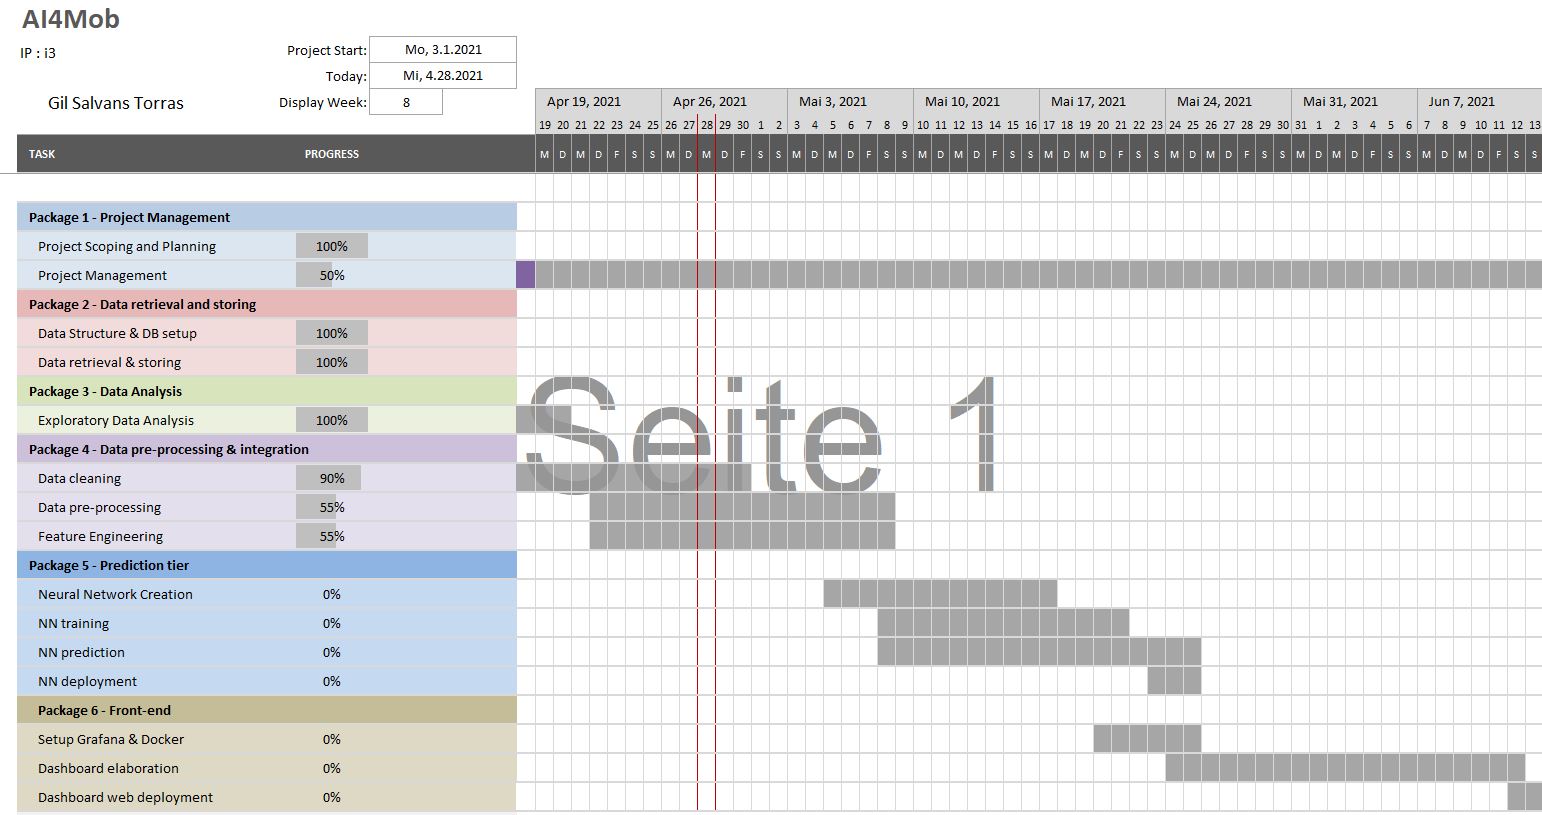 AI4Mob
IP : i3
Project Start: Mo, 3.1.2021
Today: Mi, 4.28.2021
Gil Salvans Torras Display Week: 8
Apr 19, 2021 Apr 26, 2021 Mai 3, 2021 Mai 10, 2021 Mai 17, 2021 Mai 24, 2021 Mai 31, 2021 Jun 7, 2021
19 20 21 22 23 24 25 26 27 28 29 30 1 2 3 4 5 6 7 8 9 10 11 12 13 14 15 16 17 18 19 20 21 22 23 24 25 26 27 28 29 30 31 1 2 3 4 5 6 7 8 9 10 11 12 13
TASK PROGRESS M D M D F S S M D M D F S S M D M D F S S M D M D F S S M D M D F S S M D M D F S S M D M D F S S M D M D F S S
Package 1 - Project Management
Project Scoping and Planning 100%
Project Management 50%
Package 2 - Data retrieval and storing
Data Structure & DB setup 100%
Data retrieval & storing 100%
Package 3 - Data Analysis
Exploratory Data Analysis 100%
Seite 1
Package 4 - Data pre-processing & integration
Data cleaning 90%
Data pre-processing 55%
Feature Engineering 55%
Package 5 - Prediction tier
Neural Network Creation 0%
NN training 0%
NN prediction 0%
NN deployment 0%
Package 6 - Front-end
Setup Grafana & Docker 0%
Dashboard elaboration 0%
Dashboard web deployment 0%